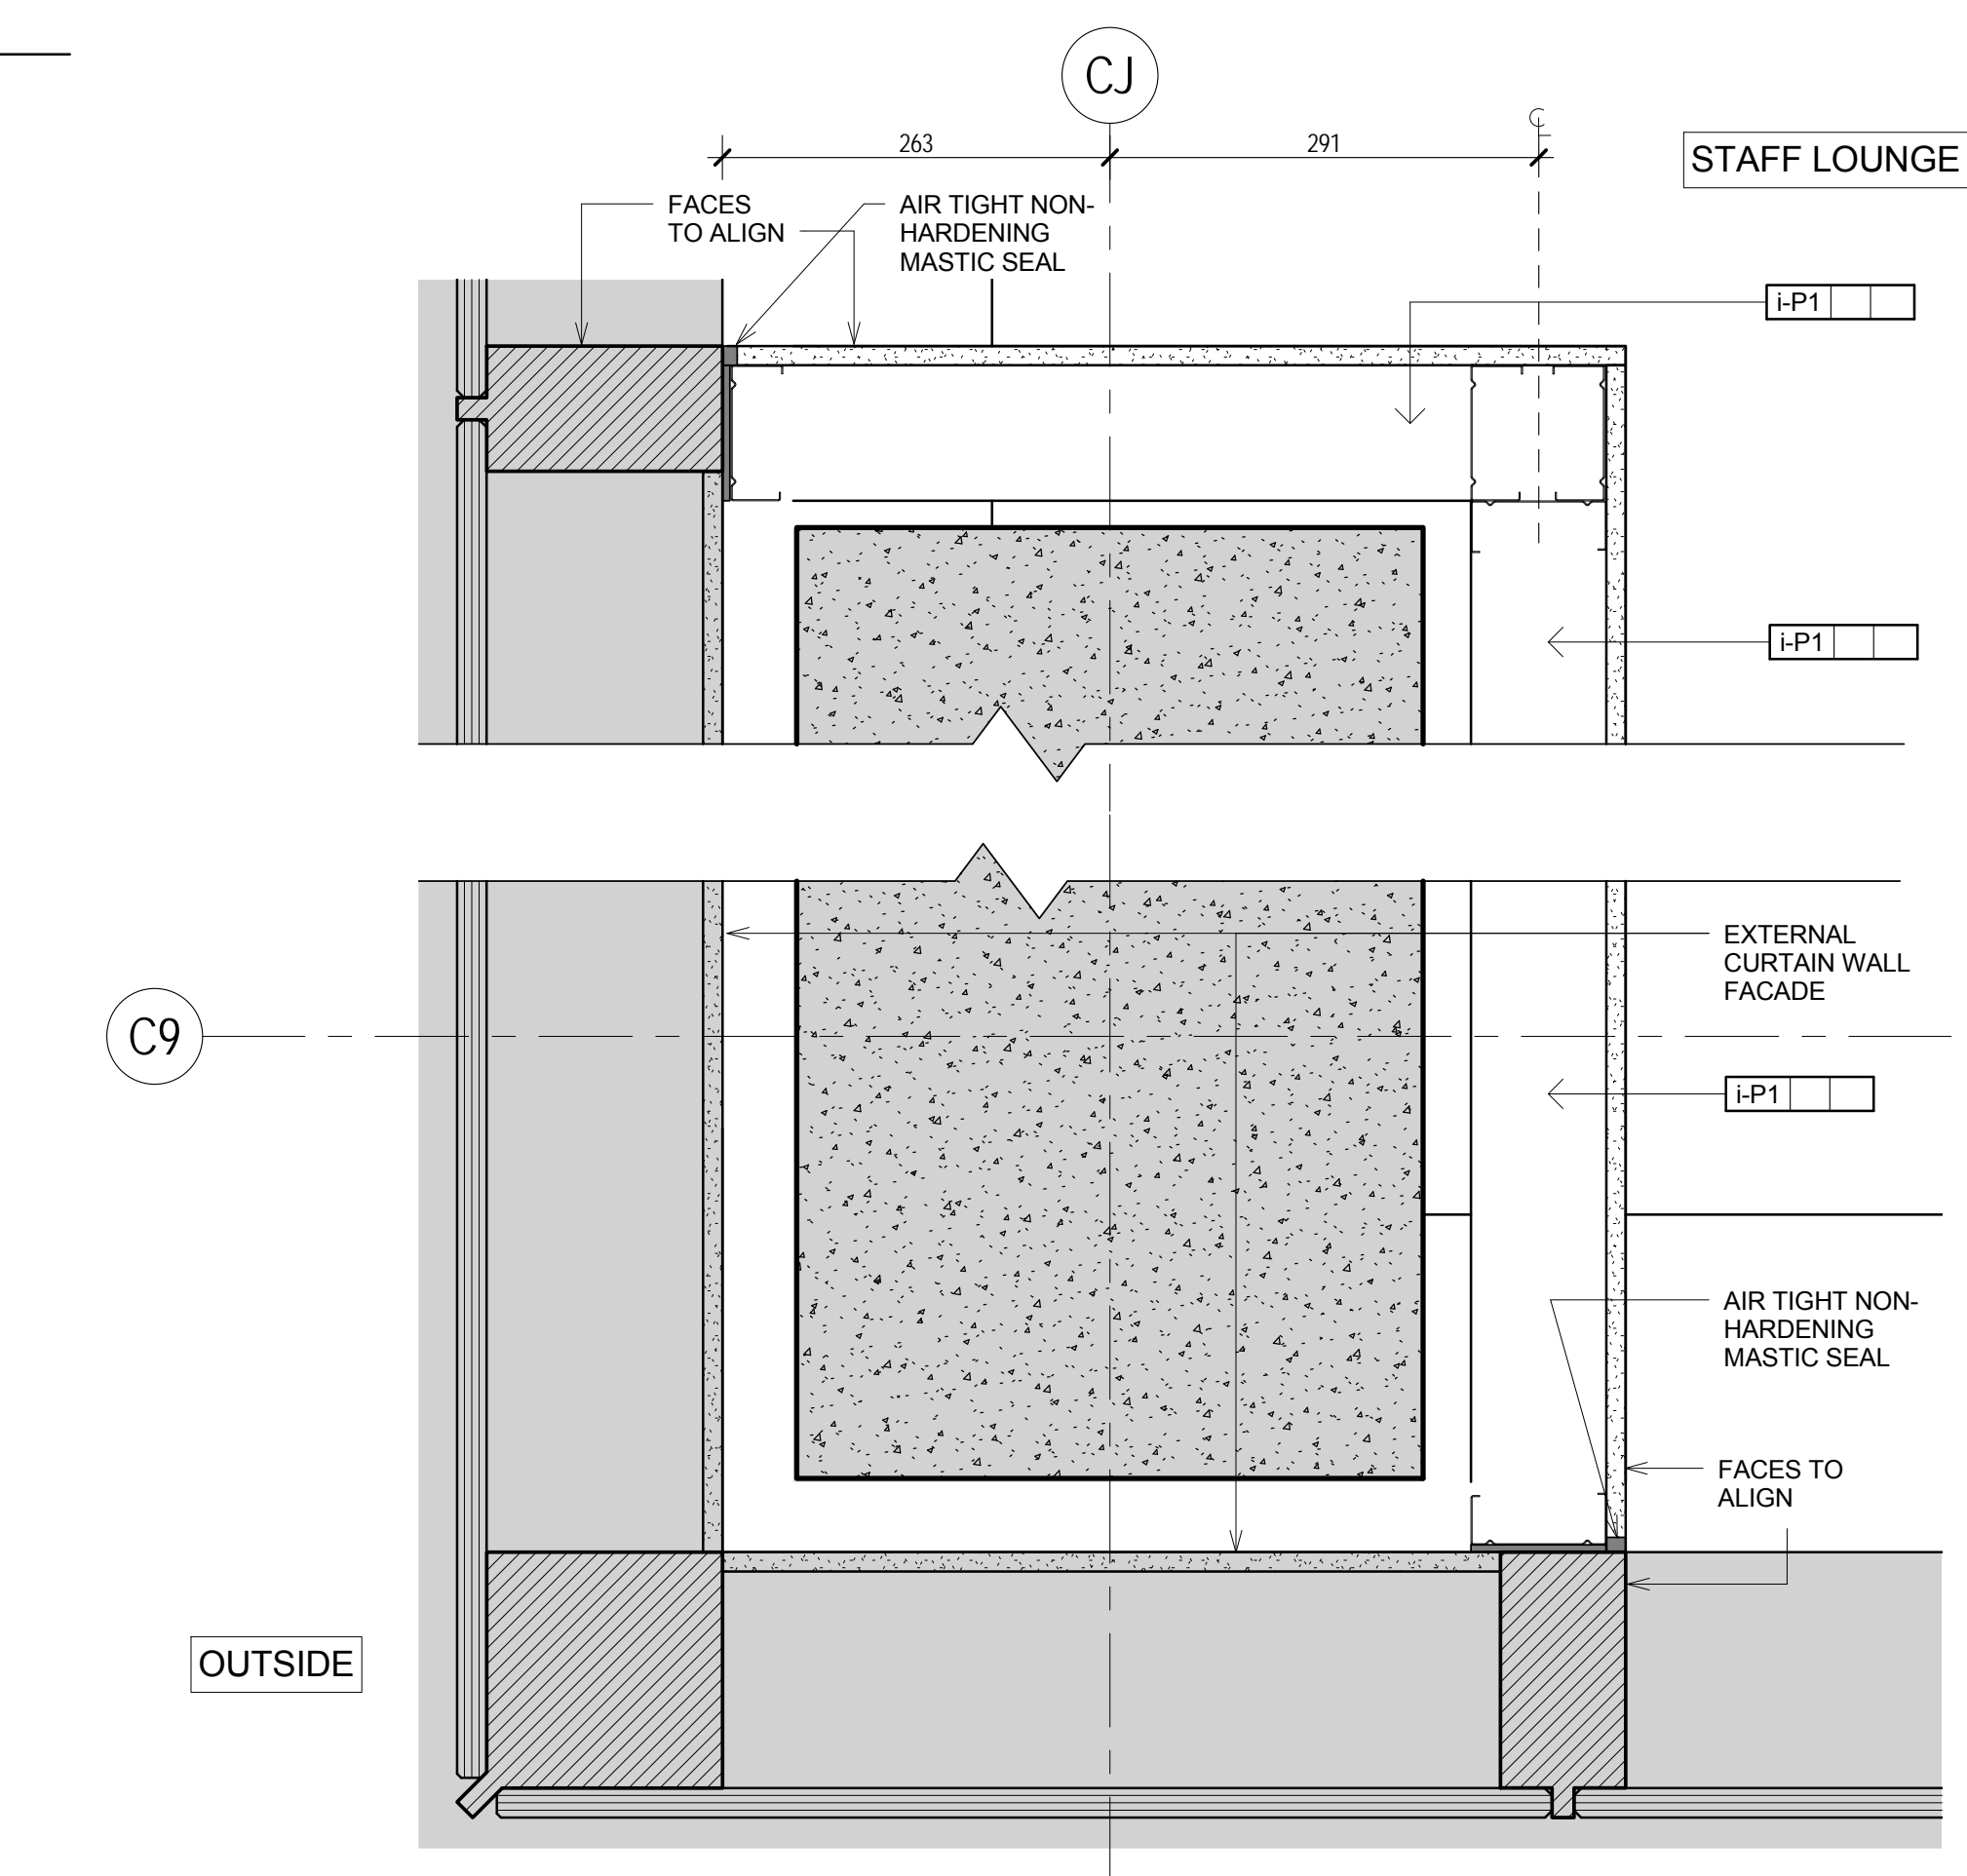 CJ
263
291
℄
STAFF LOUNGE
FACES
TO ALIGN
AIR TIGHT NON-
HARDENING
MASTIC SEAL
i-P1
i-P1
EXTERNAL
CURTAIN WALL
FACADE
C9
i-P1
AIR TIGHT NON-
HARDENING
MASTIC SEAL
FACES TO
ALIGN
OUTSIDE